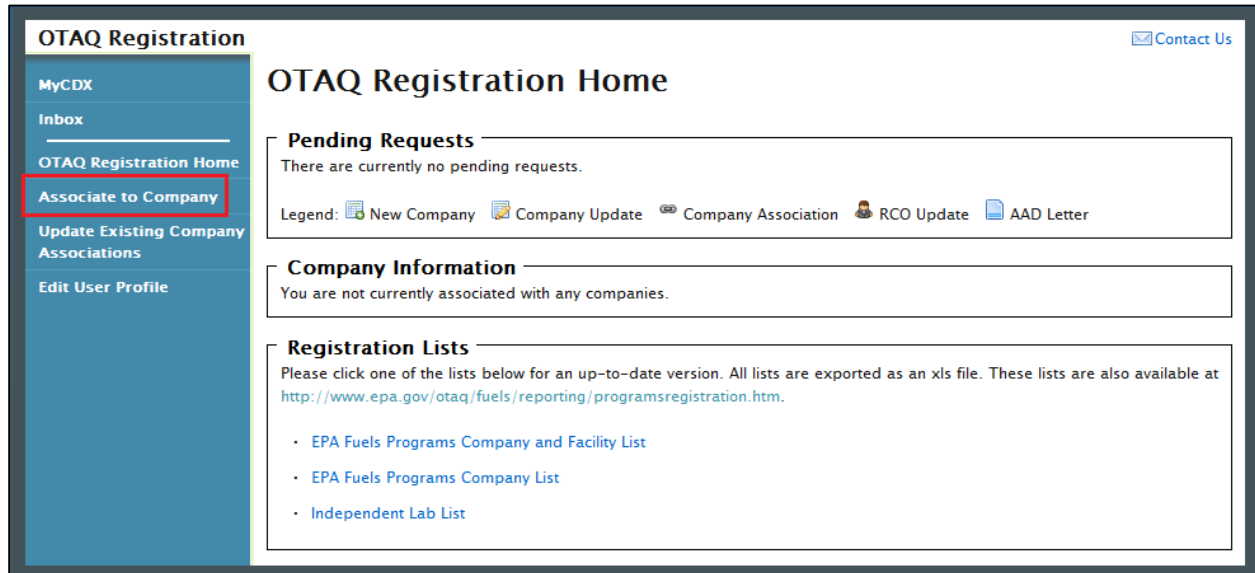 OTAQ Registration
Contact Us
MyCDX
Inbox
OTAQ Registration Home
Associate to Company
Update Existing Company
Associations
Edit User Profile
OTAQ Registration Home
Pending Requests
There are currently no pending requests.
Legend: New Company Company Update Company Association RCO Update AAD Letter
Company Information
You are not currently associated with any companies.
Registration Lists
Please click one of the lists below for an up-to-date version. All lists are exported as an xls file. These lists are also available at
http://www.epa.gov/otaq/fuels/reporting/programsregistration.htm.
• EPA Fuels Programs Company and Facility List
• EPA Fuels Programs Company List
• Independent Lab List